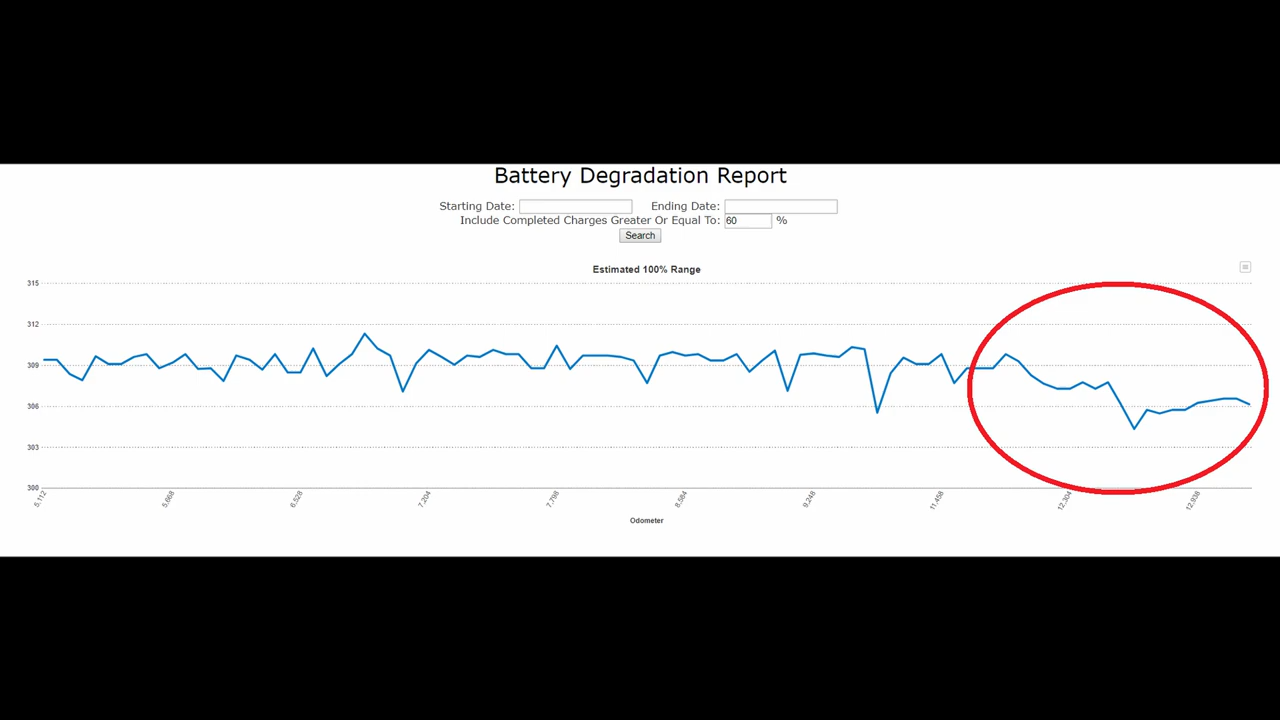 Battery Degradation Report
Starting Date: Ending Date:
Include Completed Charges Greater Or Equal To: 60 %
Search
Estimated 100% Range
315
312
309
306
303
300
5,112 5,668 6,528 7,204 7,798 8,564 9,248 11,458 12,304 12,938
Odometer